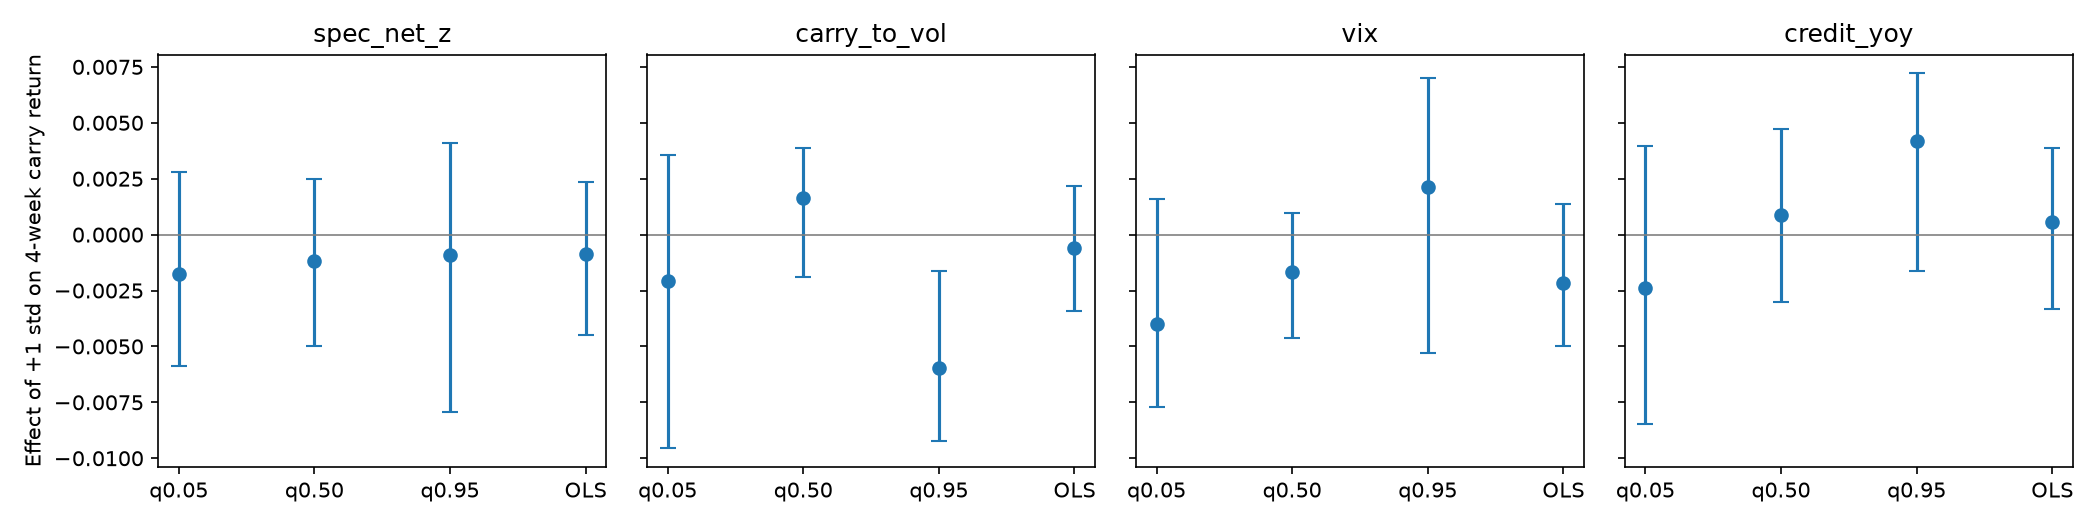 spec_net_z
carry_to_vol
vix
credit_yoy
Effect of +1 std on 4-week carry return
0.0075
0.0050
0.0025
0.0000
−0.0025
−0.0050
−0.0075
−0.0100
q0.05 q0.50 q0.95 OLS
q0.05 q0.50 q0.95 OLS
q0.05 q0.50 q0.95 OLS
q0.05 q0.50 q0.95 OLS